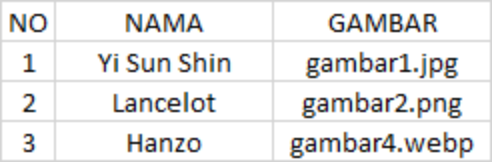 NO NAMA GAMBAR
1 Yi Sun Shin gambar1.jpg
2 Lancelot gambar2.png
3 Hanzo gambar4.webp